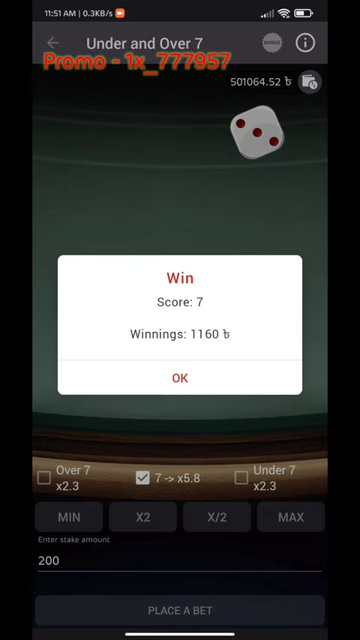 11:51 AM | 0.3KB/s
Under and Over 7
Promo - 1x_777957
501064.52 ৳
Win
Score: 7
Winnings: 1160 ৳
OK
Over 7
x2.3
7 -> x5.8
Under 7
x2.3
MIN
X2
X/2
MAX
Enter stake amount
200
PLACE A BET